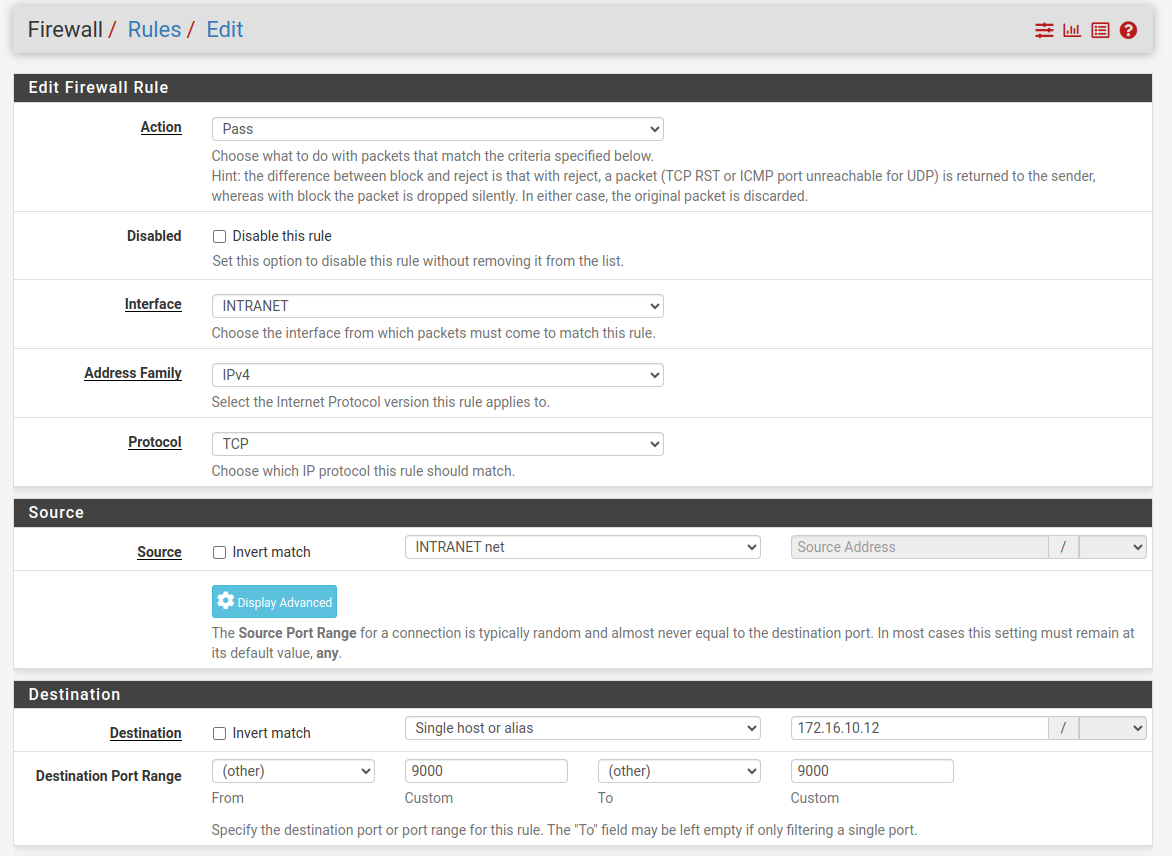 Firewall / Rules / Edit
Edit Firewall Rule
Action Pass
Choose what to do with packets that match the criteria specified below.
Hint: the difference between block and reject is that with reject, a packet (TCP RST or ICMP port unreachable for UDP) is returned to the sender,
whereas with block the packet is dropped silently. In either case, the original packet is discarded.
Disabled Disable this rule
Set this option to disable this rule without removing it from the list.
Interface INTRANET
Choose the interface from which packets must come to match this rule.
Address Family IPv4
Select the Internet Protocol version this rule applies to.
Protocol TCP
Choose which IP protocol this rule should match.
Source
Source Invert match INTRANET net Source Address /
Display Advanced
The Source Port Range for a connection is typically random and almost never equal to the destination port. In most cases this setting must remain at
its default value, any.
Destination
Destination Invert match Single host or alias 172.16.10.12 /
Destination Port Range (other) 9000 (other) 9000
From Custom To Custom
Specify the destination port or port range for this rule. The "To" field may be left empty if only filtering a single port.